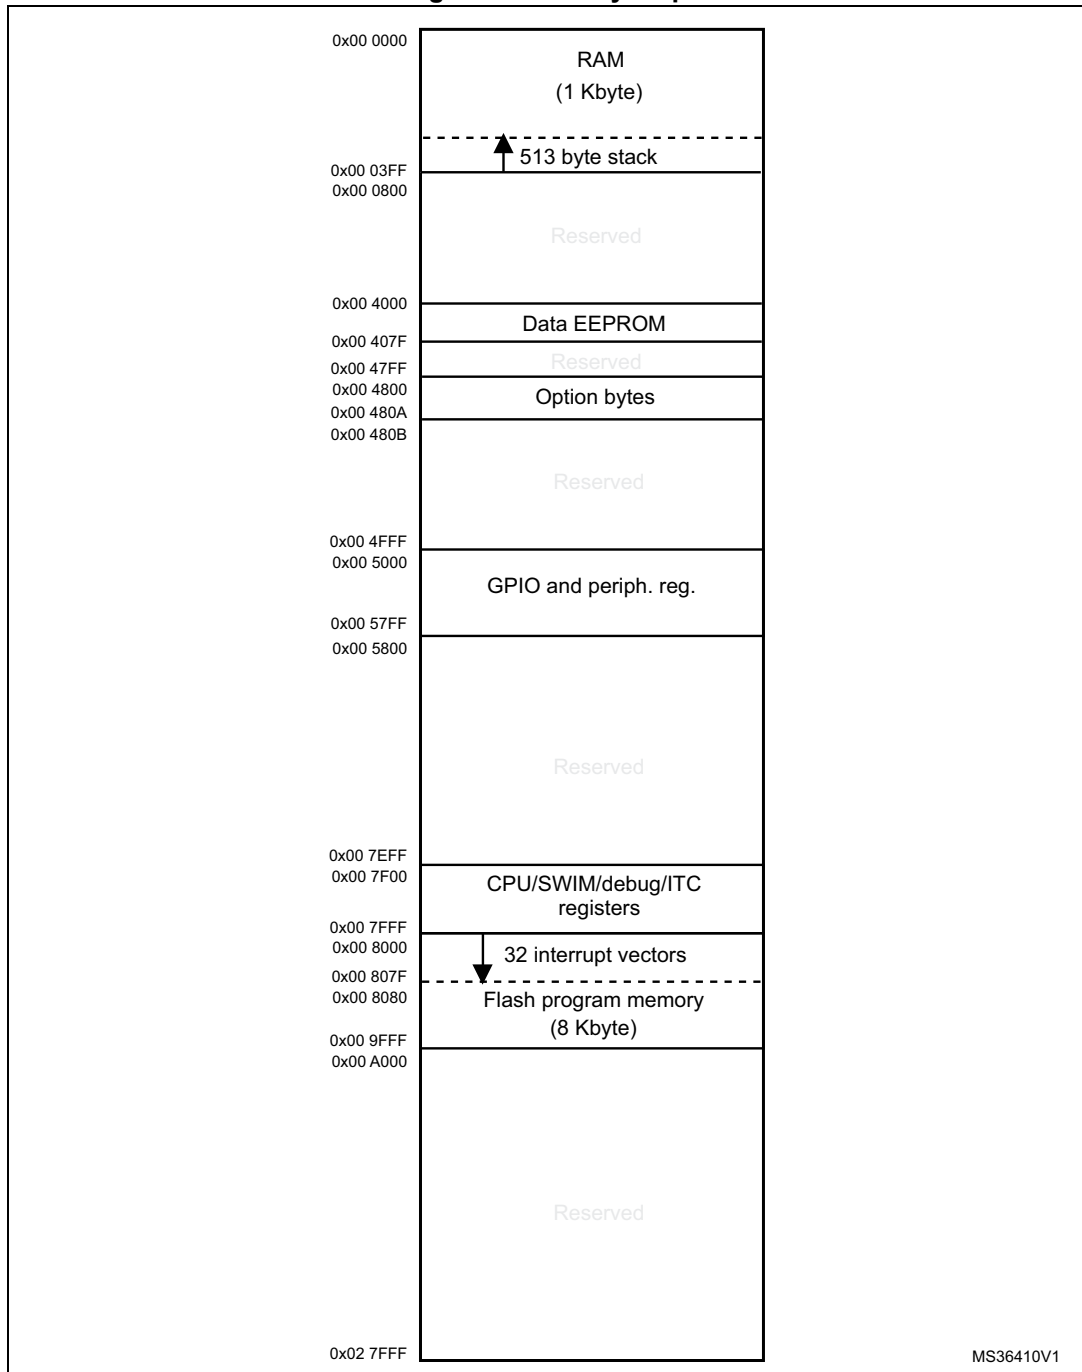 0x00 0000
RAM
(1 Kbyte)
513 byte stack
0x00 03FF
0x00 0800
Reserved
0x00 4000
Data EEPROM
0x00 407F
Reserved
0x00 47FF
0x00 4800
Option bytes
0x00 480A
0x00 480B
Reserved
0x00 4FFF
0x00 5000
GPIO and periph. reg.
0x00 57FF
0x00 5800
Reserved
0x00 7EFF
0x00 7F00
CPU/SWIM/debug/ITC
registers
0x00 7FFF
0x00 8000
32 interrupt vectors
0x00 807F
0x00 8080
Flash program memory
(8 Kbyte)
0x00 9FFF
0x00 A000
Reserved
0x02 7FFF
MS36410V1